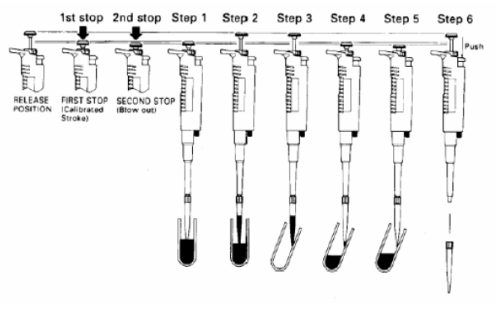 1st stop 2nd stop Step 1 Step 2 Step 3 Step 4 Step 5 Step 6
Push
RELEASE
POSITION
FIRST STOP
(Calibrated
Stroke)
SECOND STOP
(Blow out)